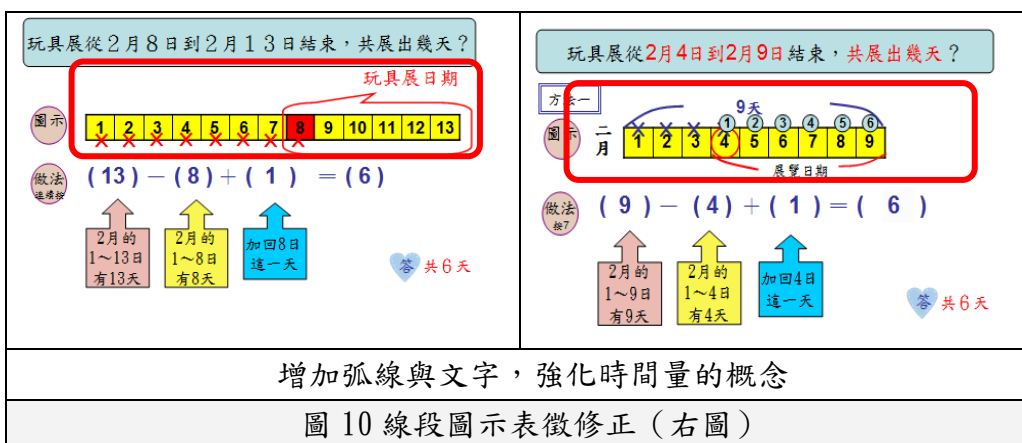 玩具展從2月8日到2月13日結束，共展出幾天？
玩具展日期
圖示
1 2 3 4 5 6 7 8 9 10 11 12 13
做法
連續按
(13)－(8)＋(1) ＝(6)
2月的
1～13日
有13天
2月的
1～8日
有8天
加回8日
這一天
答 共6天
玩具展從2月4日到2月9日結束，共展出幾天？
方法一
9天
圖示
二月
① ② ③ ④ ⑤ ⑥
1 2 3 4 5 6 7 8 9
展覽日期
做法
按7
(9)－(4)＋(1)＝( 6 )
2月的
1～9日
有9天
2月的
1～4日
有4天
加回4日
這一天
答 共6天
增加弧線與文字，強化時間量的概念
圖 10 線段圖示表徵修正（右圖）